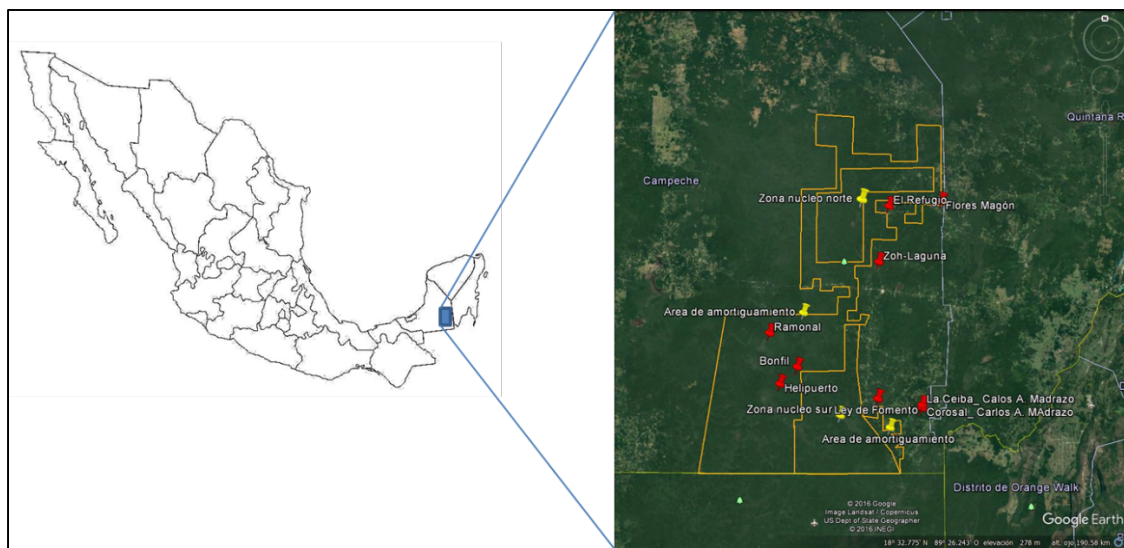 N
Quintana R
Campeche
Zona nucleo norte
El Refugio
Flores Magón
Zoh-Laguna
Area de amortiguamiento
Ramonal
Bonfil
Helipuerto
La Ceiba_ Calos A. Madrazo
Zona nucleo sur
Ley de Fomento
Corosal_ Carlos A. MAdrazo
Area de amortiguamiento
Distrito de Orange Walk
© 2016 Google
Image Landsat / Copernicus
US Dept of State Geographer
© 2016 INEGI
Google Earth
18° 32.775' N 89° 26.243' O elevación 278 m alt. ojo 190.58 km